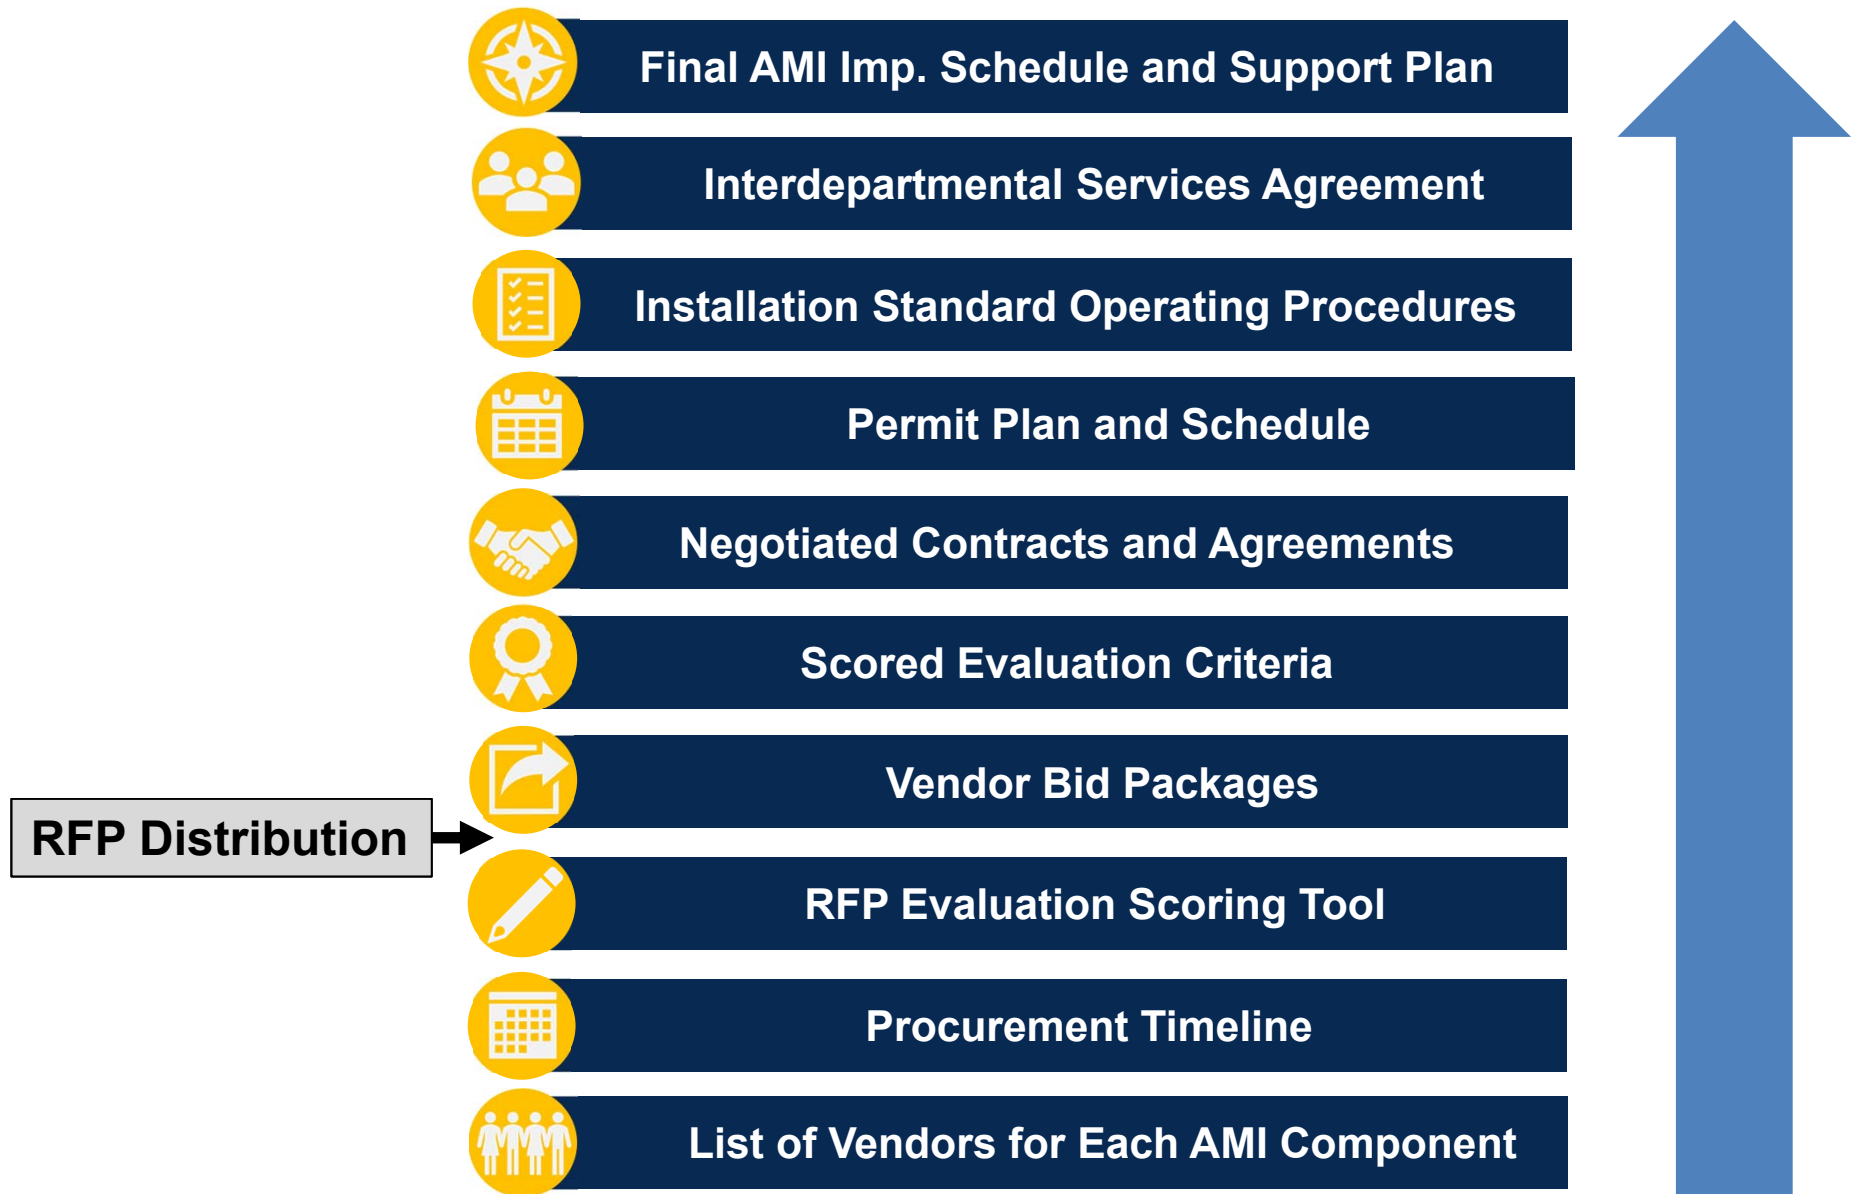 Final AMI Imp. Schedule and Support Plan
Interdepartmental Services Agreement
Installation Standard Operating Procedures
Permit Plan and Schedule
Negotiated Contracts and Agreements
Scored Evaluation Criteria
Vendor Bid Packages
RFP Distribution
RFP Evaluation Scoring Tool
Procurement Timeline
List of Vendors for Each AMI Component